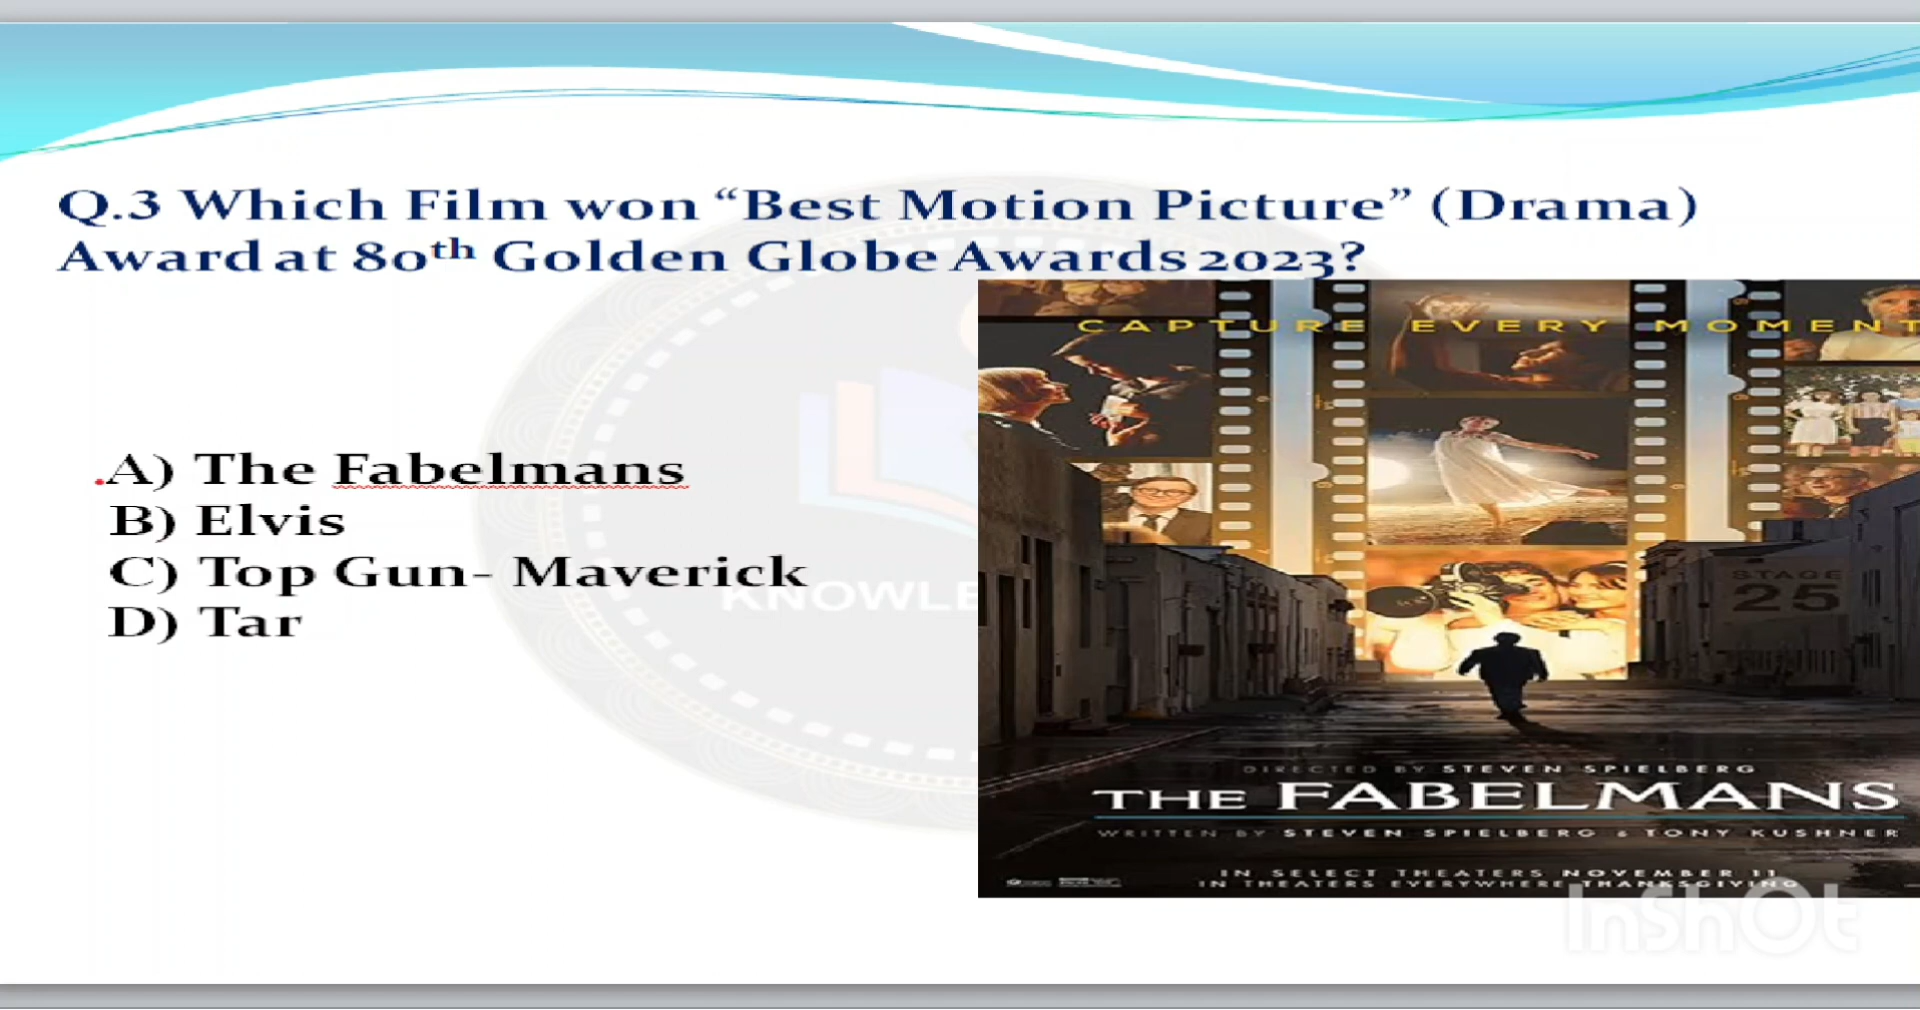 Q.3 Which Film won “Best Motion Picture” (Drama)
Award at 80th Golden Globe Awards 2023?
.A) The Fabelmans
B) Elvis
C) Top Gun- Maverick
D) Tar
KNOWLE
CAPTURE EVERY MOMENT
STAGE
25
DIRECTED BY STEVEN SPIELBERG
THE FABELMANS
WRITTEN BY STEVEN SPIELBERG & TONY KUSHNER
IN SELECT THEATERS NOVEMBER 11
IN THEATERS EVERYWHERE THANKSGIVING
InShOt